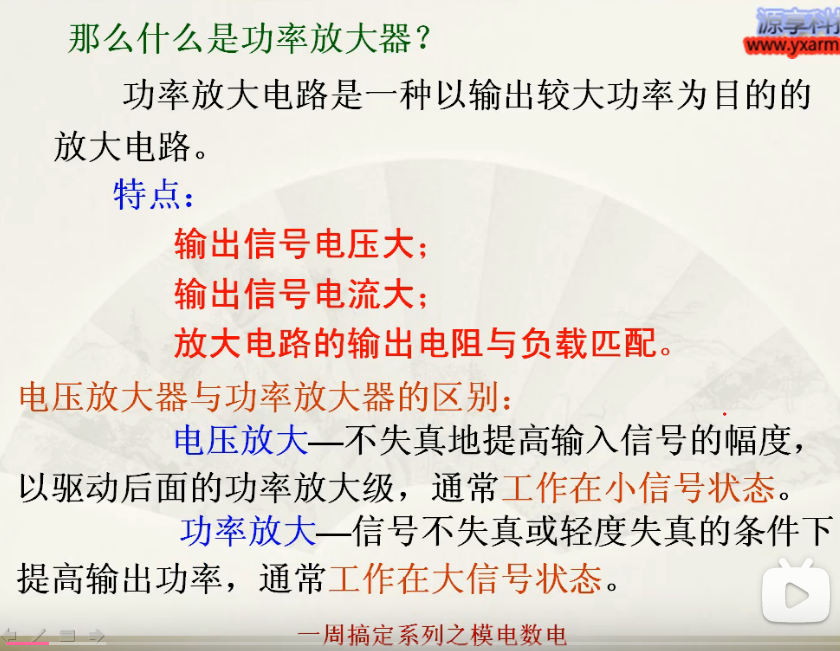 那么什么是功率放大器？
源享科
www.yxarm
功率放大电路是一种以输出较大功率为目的的
放大电路。
特点：
输出信号电压大；
输出信号电流大；
放大电路的输出电阻与负载匹配。
电压放大器与功率放大器的区别：
电压放大—不失真地提高输入信号的幅度，
以驱动后面的功率放大级，通常工作在小信号状态。
功率放大—信号不失真或轻度失真的条件下
提高输出功率，通常工作在大信号状态。
一周搞定系列之模电数电